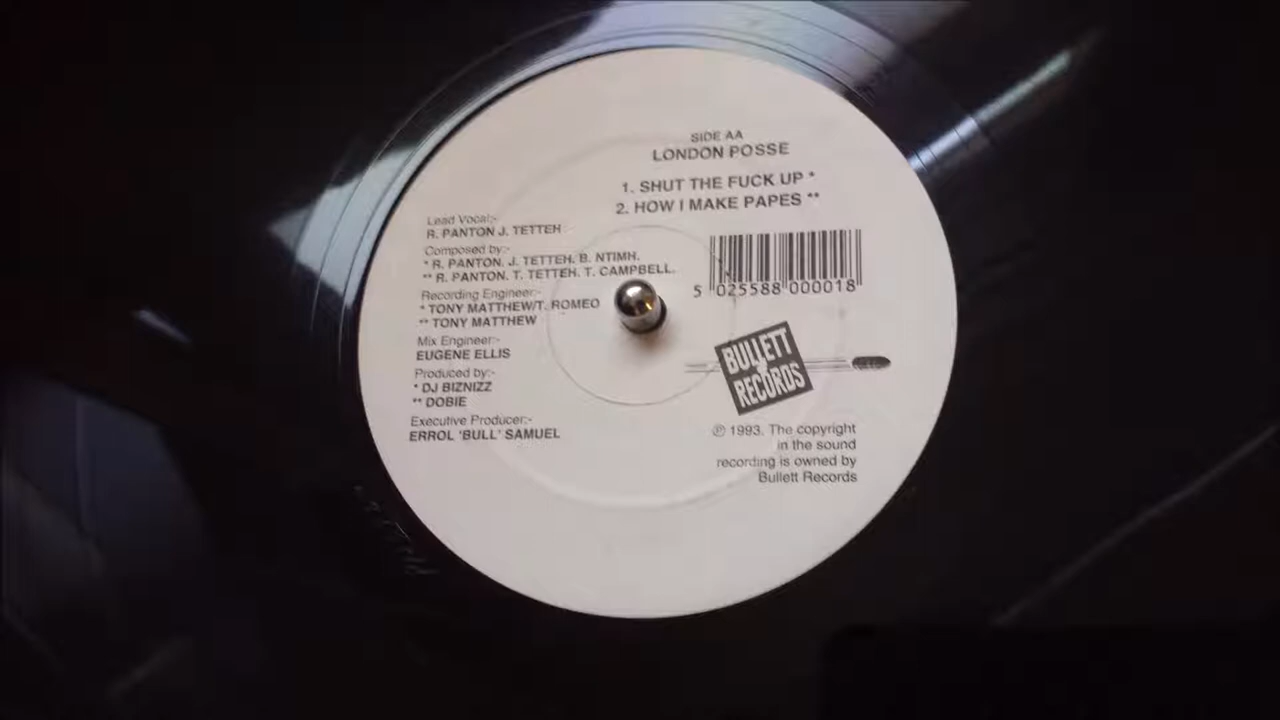 SIDE AA
LONDON POSSE
1. SHUT THE FUCK UP *
2. HOW I MAKE PAPES **
Lead Vocal:-
R. PANTON J. TETTEH
Composed by:-
* R. PANTON. J. TETTEH. B. NTIMH.
** R. PANTON. T. TETTEH. T. CAMPBELL.
Recording Engineer:-
* TONY MATTHEW/T. ROMEO
** TONY MATTHEW
Mix Engineer:-
EUGENE ELLIS
Produced by:-
* DJ BIZNIZZ
** DOBIE
Executive Producer:-
ERROL 'BULL' SAMUEL
5 025588 000018
BULLETT
RECORDS
℗ 1993. The copyright
in the sound
recording is owned by
Bullett Records